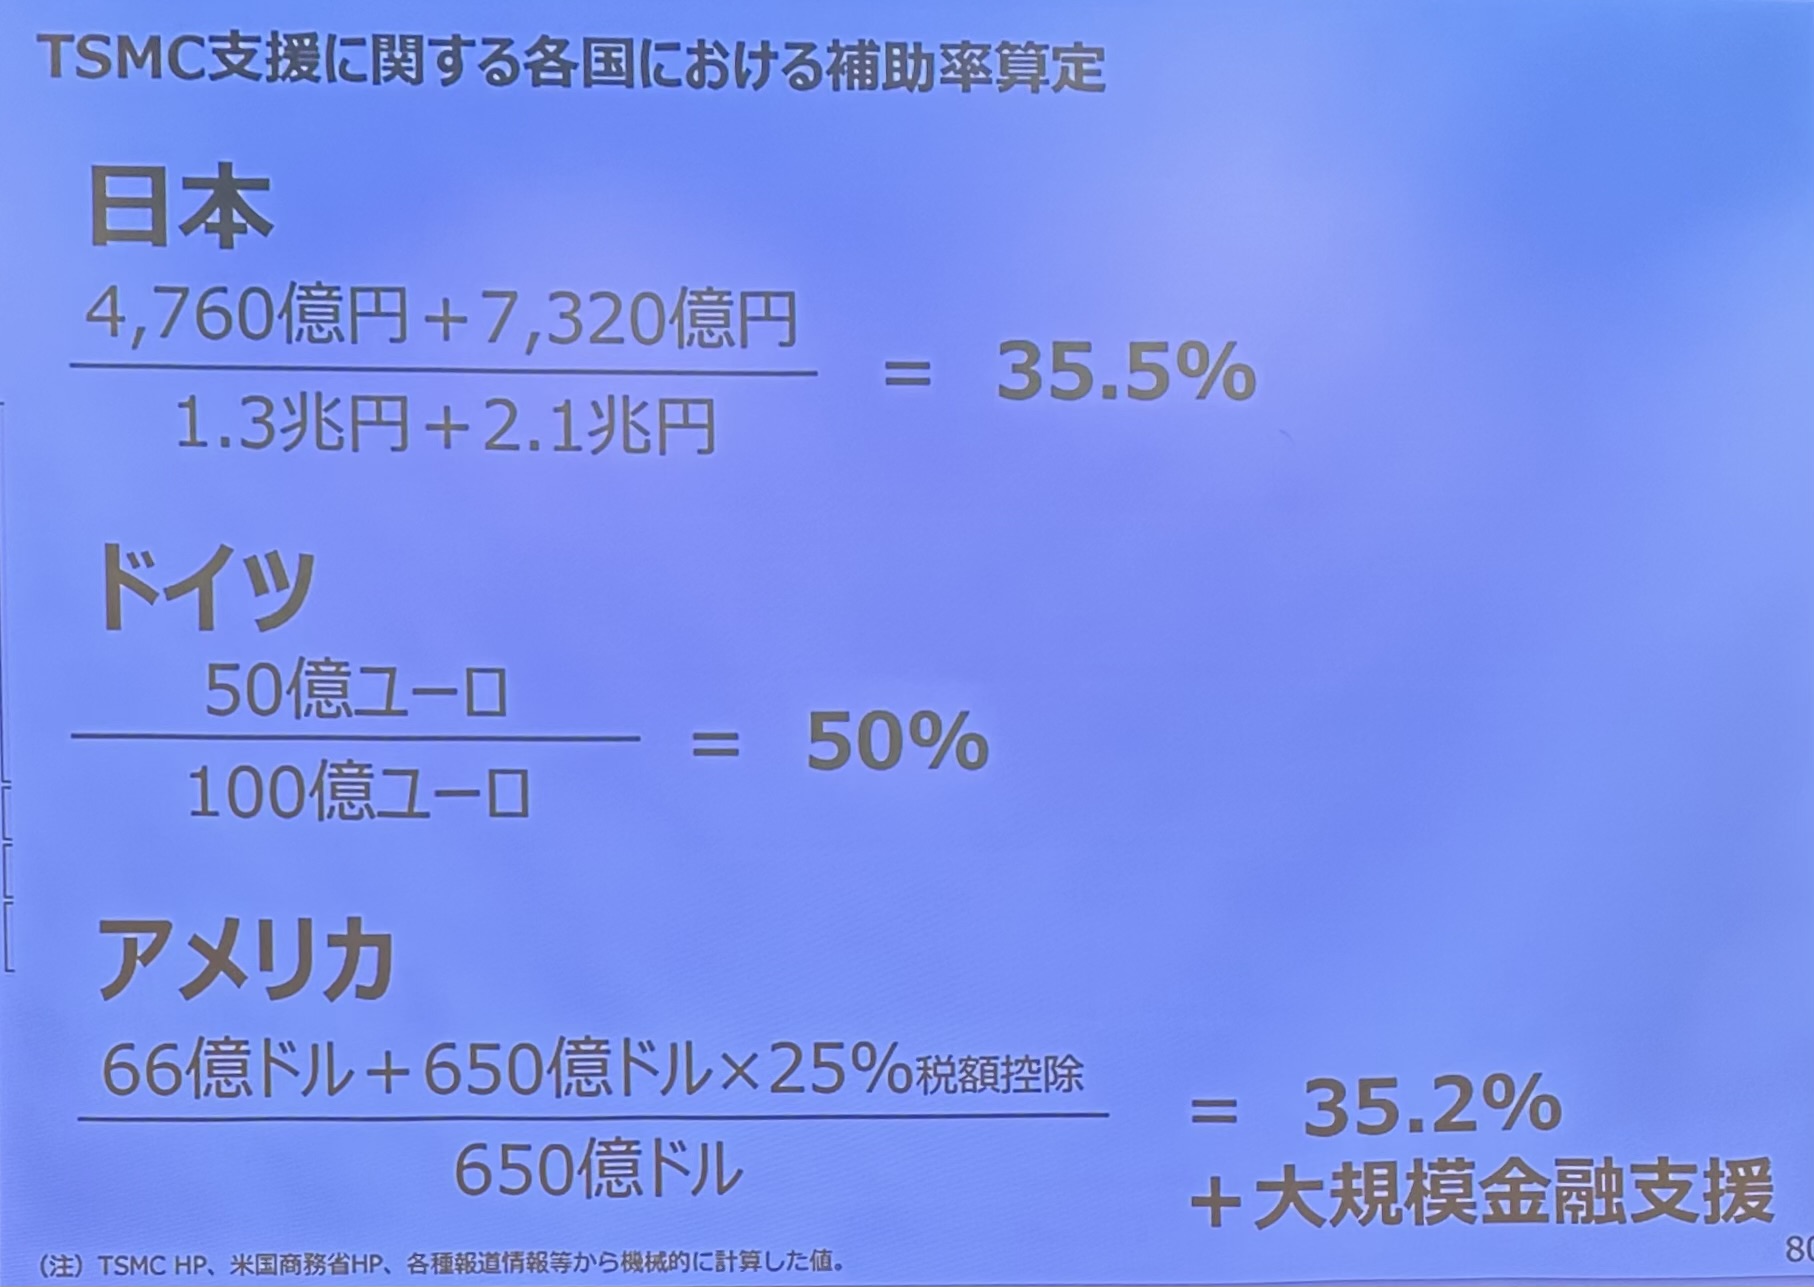 TSMC支援に関する各国における補助率算定
日本
4,760億円+7,320億円
1.3兆円+2.1兆円
= 35.5%
ドイツ
50億ユーロ
100億ユーロ
= 50%
アメリカ
66億ドル+650億ドル×25%税額控除
650億ドル
= 35.2%
+大規模金融支援
(注) TSMC HP、米国商務省HP、各種報道情報等から機械的に計算した値。